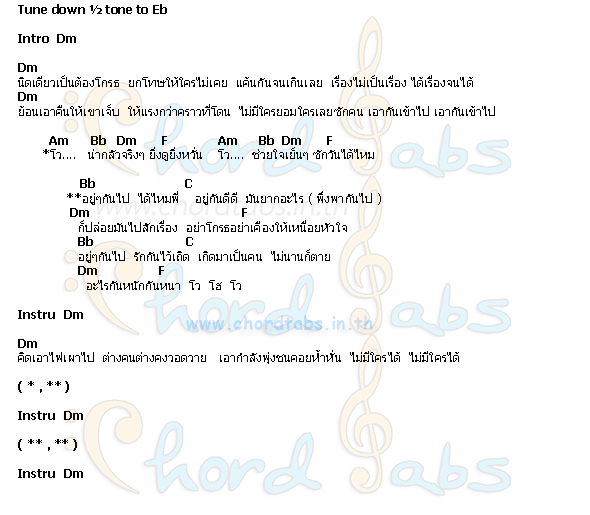 Tune down ½ tone to Eb
Intro Dm
Dm
นิดเดียวเป็นต้องโกรธ ยกโทษให้ใครไม่เคย แค้นกันจนเกินเลย เรื่องไม่เป็นเรื่อง ได้เรื่องจนได้
Dm
ย้อนเอาคืนให้เขาเจ็บ ให้แรงกว่าคราวที่โดน ไม่มีใครยอมใครเลยซักคน เอากันเข้าไป เอากันเข้าไป
Am Bb Dm F Am Bb Dm F
*โว.... น่ากลัวจริงๆ ยิ่งดูยิ่งหวั่น โว.... ช่วยใจเย็นๆ ซักวันได้ไหม
Bb C
**อยู่ๆกันไป ได้ไหมพี่ อยู่กันดีดี มันยากอะไร ( พึ่งพากันไป )
Dm F
ก็ปล่อยมันไปสักเรื่อง อย่าโกรธอย่าเคืองให้เหนื่อยหัวใจ
Bb C
อยู่ๆกันไป รักกันไว้เถิด เกิดมาเป็นคน ไม่นานก็ตาย
Dm F
อะไรกันหนักกันหนา โว โฮ โว
Instru Dm
www.chordtabs.in.th
Dm
คิดเอาไฟเผาไป ต่างคนต่างคงวอดวาย เอากำลังพุ่งชนคอยห้ำหั่น ไม่มีใครได้ ไม่มีใครได้
( * , ** )
Instru Dm
( ** , ** )
Instru Dm
Chord Tabs